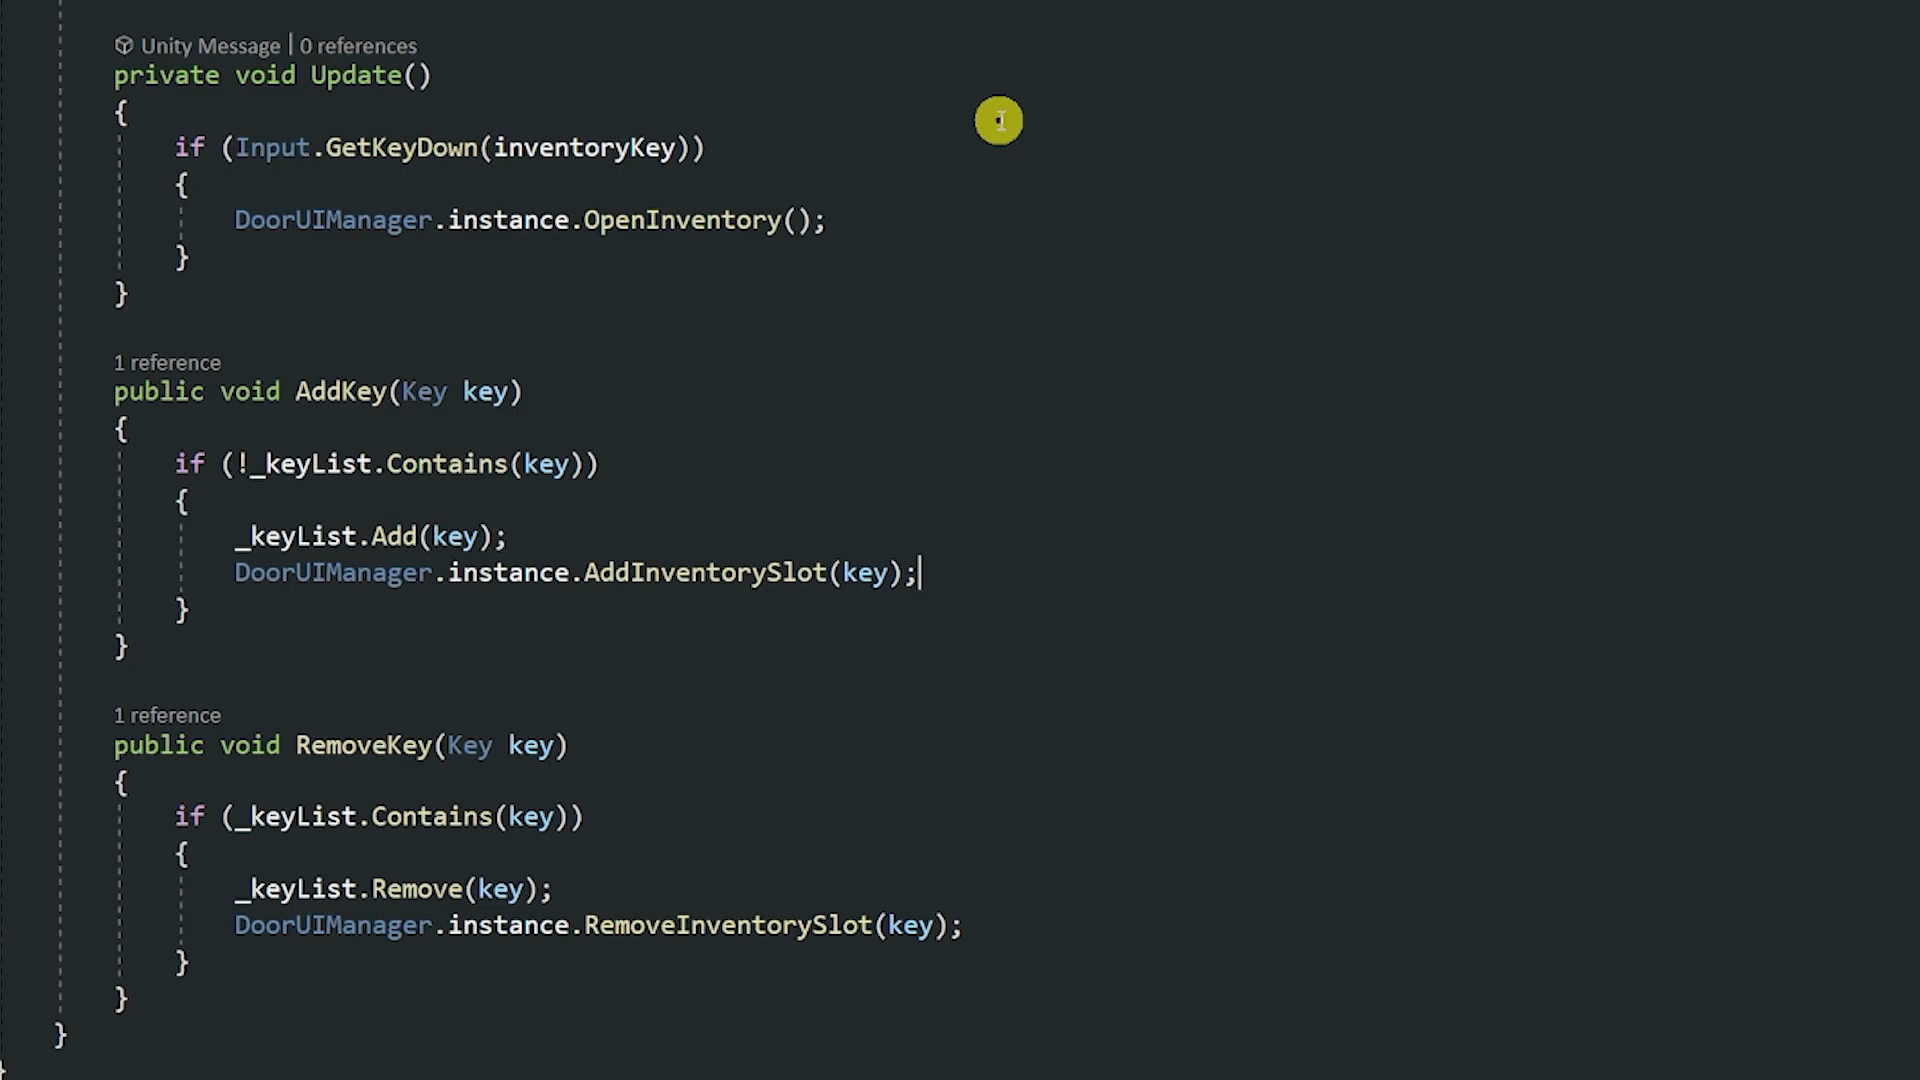 Unity Message | 0 references
private void Update()
{
if (Input.GetKeyDown(inventoryKey))
{
DoorUIManager.instance.OpenInventory();
}
}
1 reference
public void AddKey(Key key)
{
if (!_keyList.Contains(key))
{
_keyList.Add(key);
DoorUIManager.instance.AddInventorySlot(key);
}
}
1 reference
public void RemoveKey(Key key)
{
if (_keyList.Contains(key))
{
_keyList.Remove(key);
DoorUIManager.instance.RemoveInventorySlot(key);
}
}
}
}